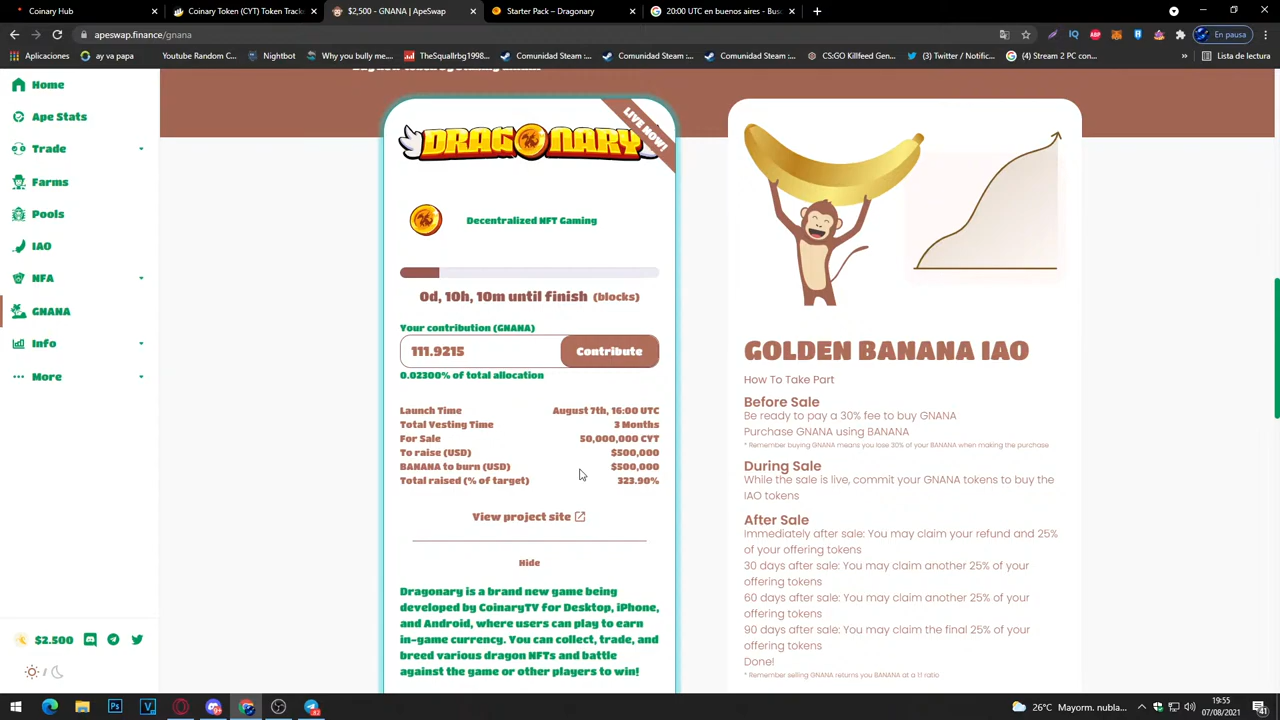 Inicio
Coinary Token (CYT) Token Track
$2,500 - GNANA | ApeSwap
StarterPack - Dragonary
20:00 UTC en Buenos aires - Bus
apeswap.finance/gnana
En pausa
Aplicaciones
ay va papa
Youtube Random C...
Nightbot
Why you bully me...
TheSquallrbg1998...
Comunidad Steam :...
Comunidad Steam :...
Comunidad Steam :...
CS:GO Killfeed Gen...
(3) Twitter / Notific...
(4) Stream 2 PC con...
Lista de lectura
Home
Ape Stats
Trade
Farms
Pools
IAO
NFA
GNANA
Info
More
$2.500
LIVE NOW!
DRAGONARY
Decentralized NFT Gaming
0d, 10h, 10m until finish (blocks)
Your contribution (GNANA)
111.9215
Contribute
0.02300% of total allocation
Launch Time August 7th, 16:00 UTC
Total Vesting Time 3 Months
For Sale 50,000,000 CYT
To raise (USD) $500,000
BANANA to burn (USD) $500,000
Total raised (% of target) 323.90%
View project site
Hide
Dragonary is a brand new game being
developed by CoinaryTV for Desktop, iPhone,
and Android, where users can play to earn
in-game currency. You can collect, trade, and
breed various dragon NFTs and battle
against the game or other players to win!
GOLDEN BANANA IAO
How To Take Part
Before Sale
Be ready to pay a 30% fee to buy GNANA
Purchase GNANA using BANANA
* Remember buying GNANA means you lose 30% of your BANANA when making the purchase
During Sale
While the sale is live, commit your GNANA tokens to buy the
IAO tokens
After Sale
Immediately after sale: You may claim your refund and 25%
of your offering tokens
30 days after sale: You may claim another 25% of your
offering tokens
60 days after sale: You may claim another 25% of your
offering tokens
90 days after sale: You may claim the final 25% of your
offering tokens
Done!
* Remember selling GNANA returns you BANANA at a 1:1 ratio
26°C Mayorm. nubla...
19:55
07/08/2021